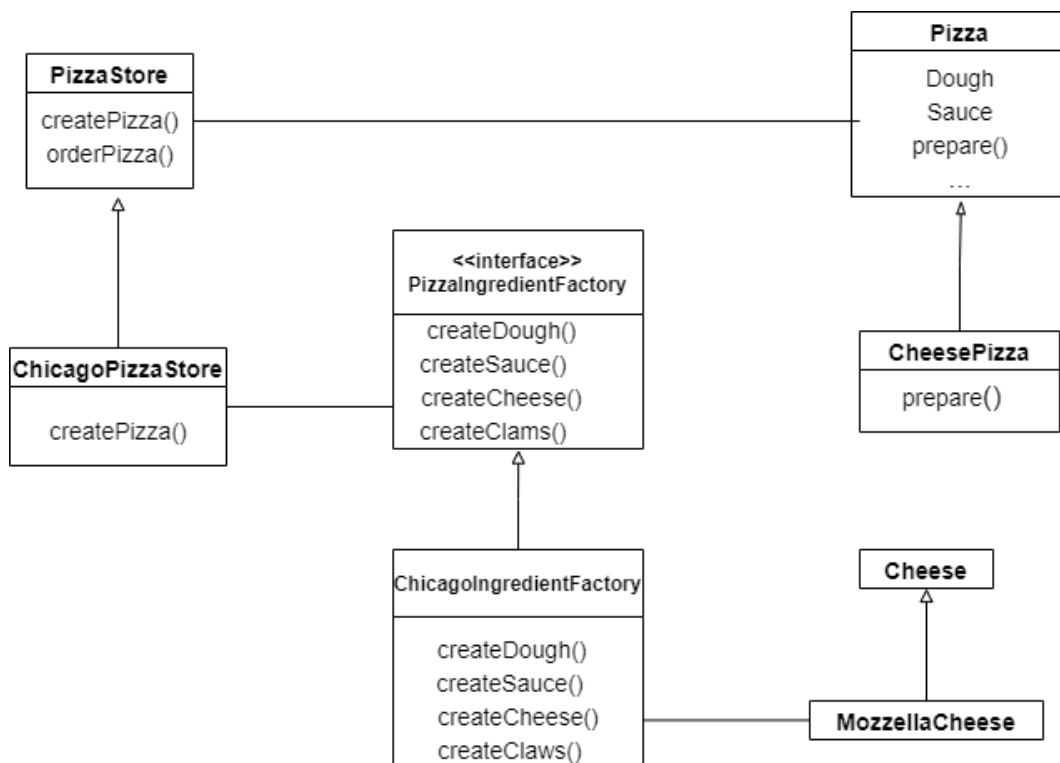 PizzaStore
createPizza()
orderPizza()
Pizza
Dough
Sauce
prepare()
...
<<interface>>
PizzaIngredientFactory
createDough()
createSauce()
createCheese()
createClams()
ChicagoPizzaStore
createPizza()
CheesePizza
prepare()
ChicagoIngredientFactory
createDough()
createSauce()
createCheese()
createClaws()
Cheese
MozzellaCheese